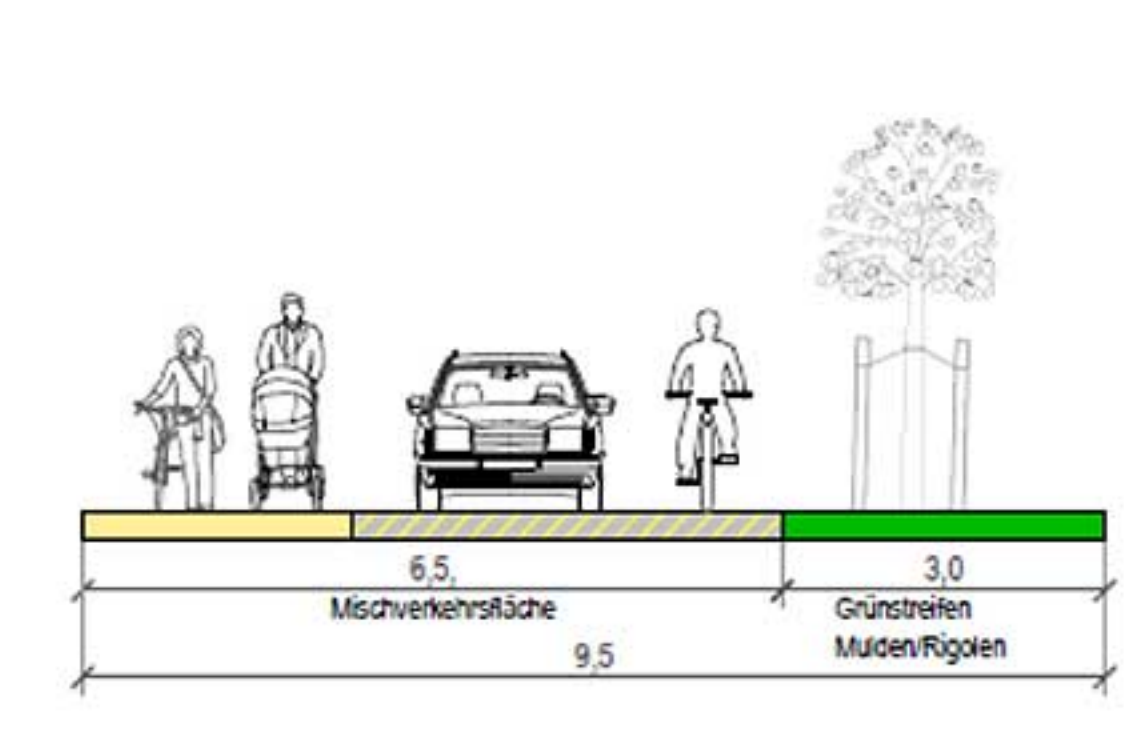 6,5,
3,0
Mischverkehrsfläche
Grünstreifen
Mulden/Rigolen
9,5